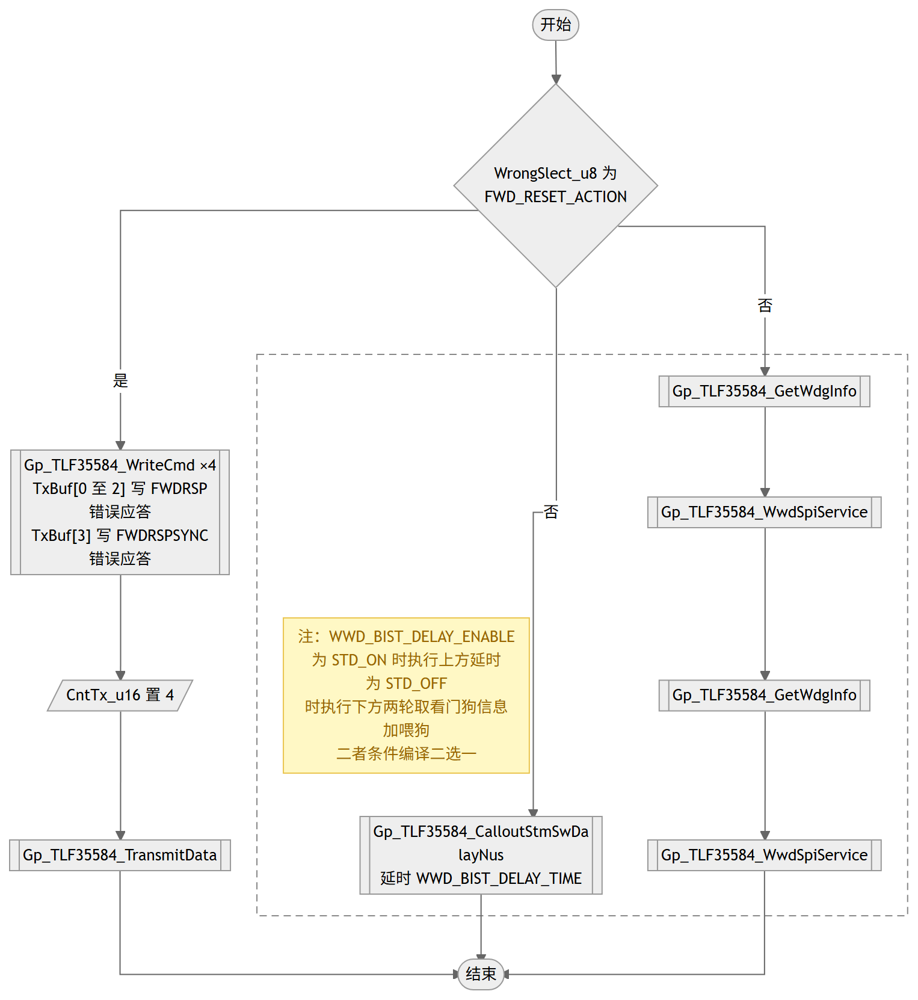 开始
WrongSlect_u8 为
FWD_RESET_ACTION
否
是
Gp_TLF35584_GetWdgInfo
Gp_TLF35584_WriteCmd ×4
TxBuf[0 至 2] 写 FWDRSP
错误应答
TxBuf[3] 写 FWDRSPSYNC
错误应答
否
Gp_TLF35584_WwdSpiService
注：WWD_BIST_DELAY_ENABLE
为 STD_ON 时执行上方延时
为 STD_OFF
时执行下方两轮取看门狗信息
加喂狗
二者条件编译二选一
CntTx_u16 置 4
Gp_TLF35584_GetWdgInfo
Gp_TLF35584_TransmitData
Gp_TLF35584_CalloutStmSwDa
layNus
延时 WWD_BIST_DELAY_TIME
Gp_TLF35584_WwdSpiService
结束